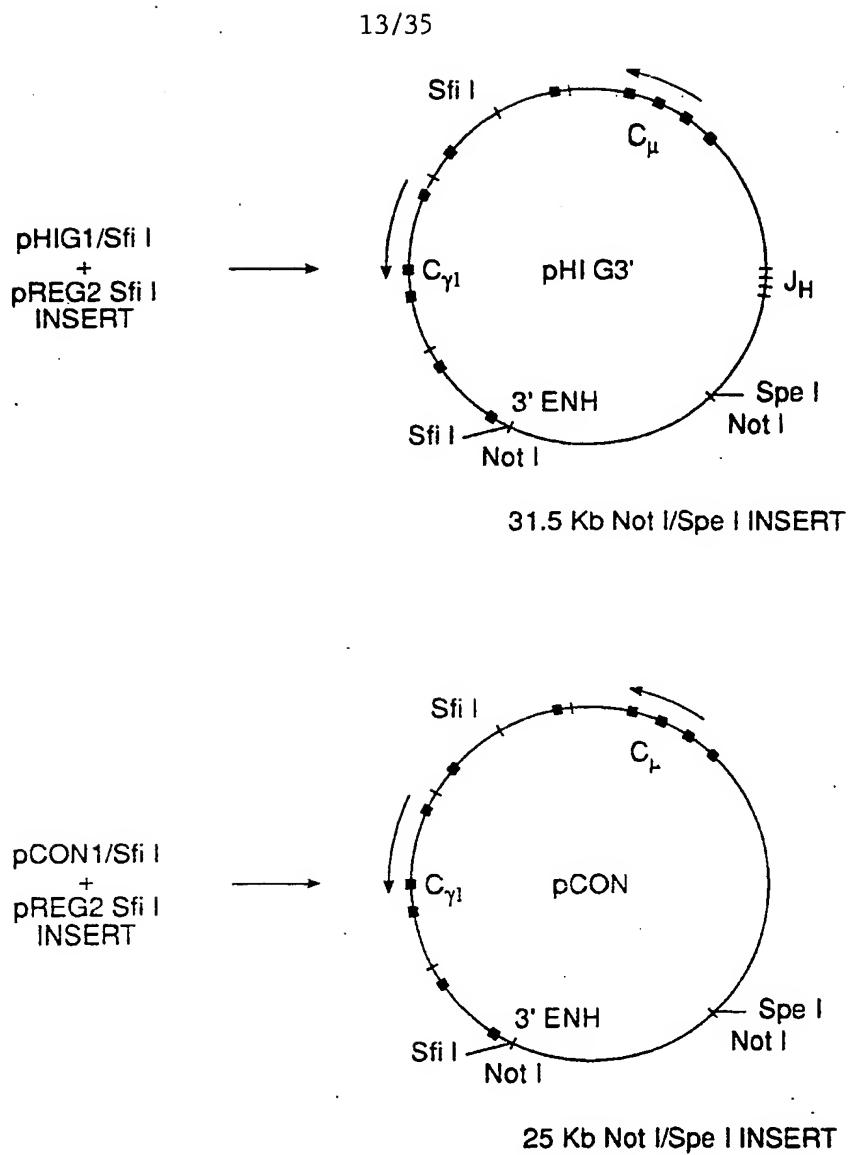 13/35
Sfi I
Cμ
pHIG1/Sfi I
+
pREG2 Sfi I
INSERT
Cγ1
pHI G3'
JH
3' ENH
Spe I
Sfi I
Not I
Not I
31.5 Kb Not I/Spe I INSERT
Sfi I
Cμ
pCON1/Sfi I
+
pREG2 Sfi I
INSERT
Cγ1
pCON
3' ENH
Spe I
Sfi I
Not I
Not I
25 Kb Not I/Spe I INSERT